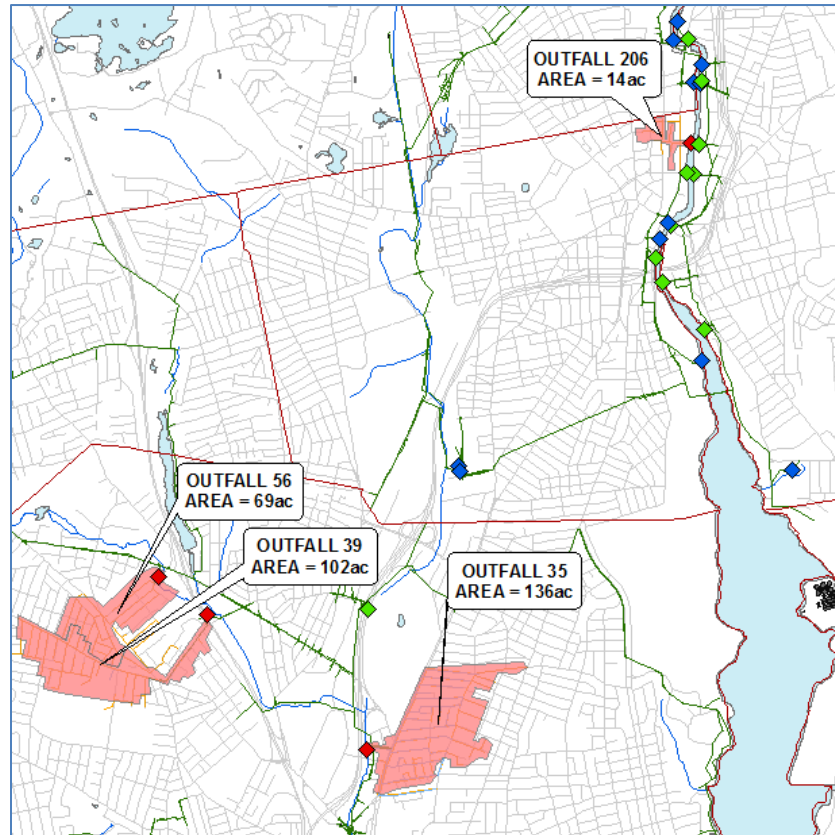 OUTFALL 206
AREA = 14ac
OUTFALL 56
AREA = 69ac
OUTFALL 39
AREA = 102ac
OUTFALL 35
AREA = 136ac